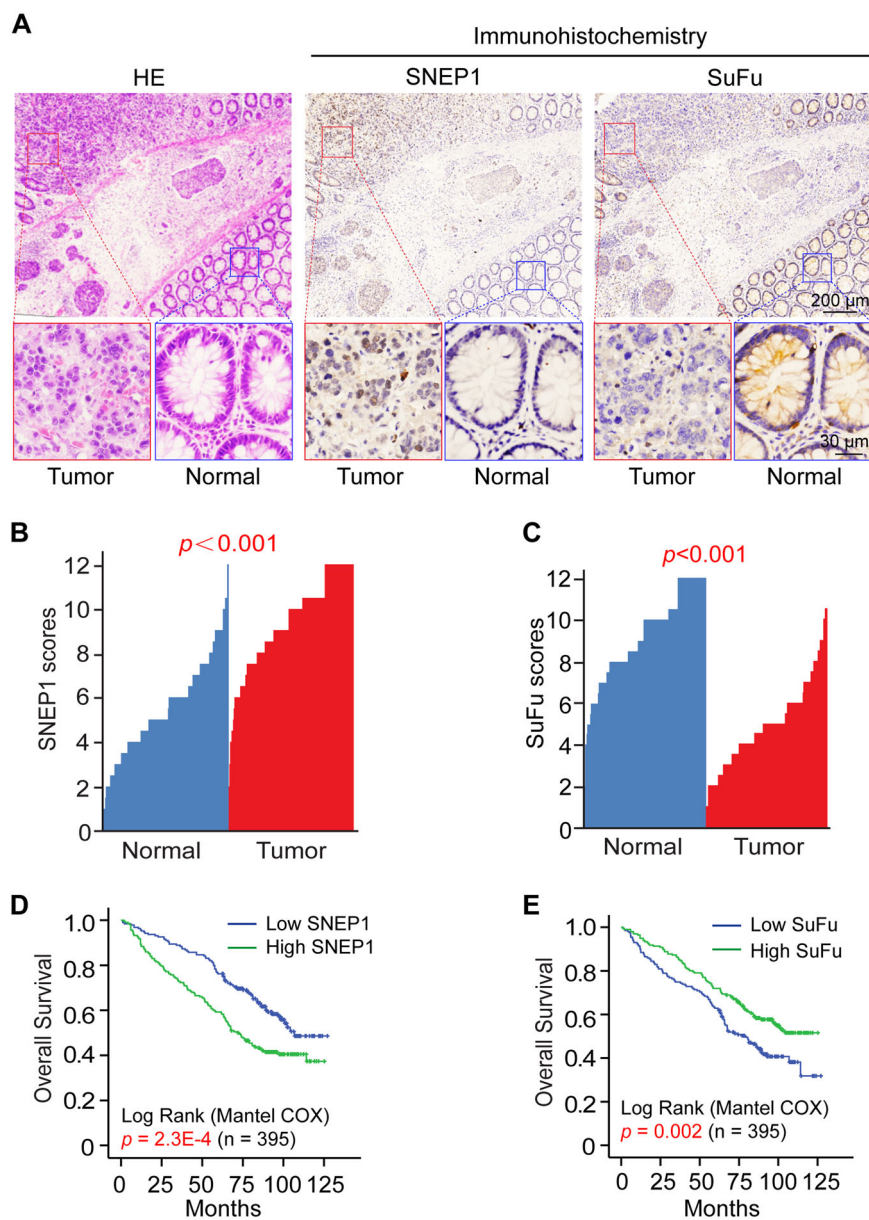 A
Immunohistochemistry
HE SNEP1 SuFu
200 μm
30 μm
Tumor Normal Tumor Normal Tumor Normal
B
p＜0.001
SNEP1 scores
12
10
8
6
4
2
0
Normal Tumor
C
p<0.001
SuFu scores
12
10
8
6
4
2
0
Normal Tumor
D
Overall Survival
1.0
0.8
0.6
0.4
0.2
0
Low SNEP1
High SNEP1
Log Rank (Mantel COX)
p = 2.3E-4 (n = 395)
0 25 50 75 100 125
Months
E
Overall Survival
1.0
0.8
0.6
0.4
0.2
0
Low SuFu
High SuFu
Log Rank (Mantel COX)
p = 0.002 (n = 395)
0 25 50 75 100 125
Months